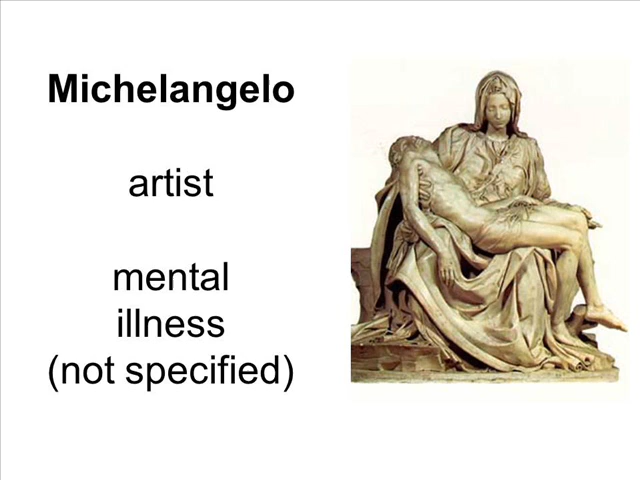 Michelangelo
artist
mental
illness
(not specified)